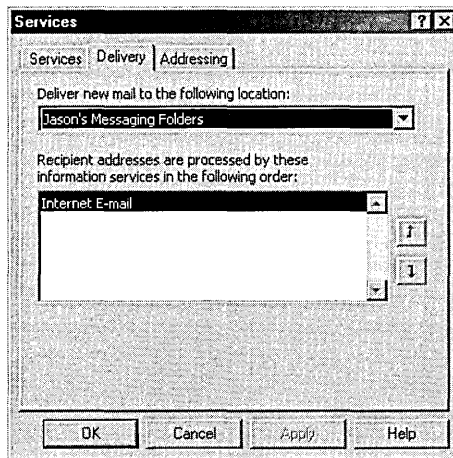 Services
Services Delivery Addressing
Deliver new mail to the following location:
Jason's Messaging Folders
Recipient addresses are processed by these
information services in the following order:
Internet E-mail
OK Cancel Apply Help